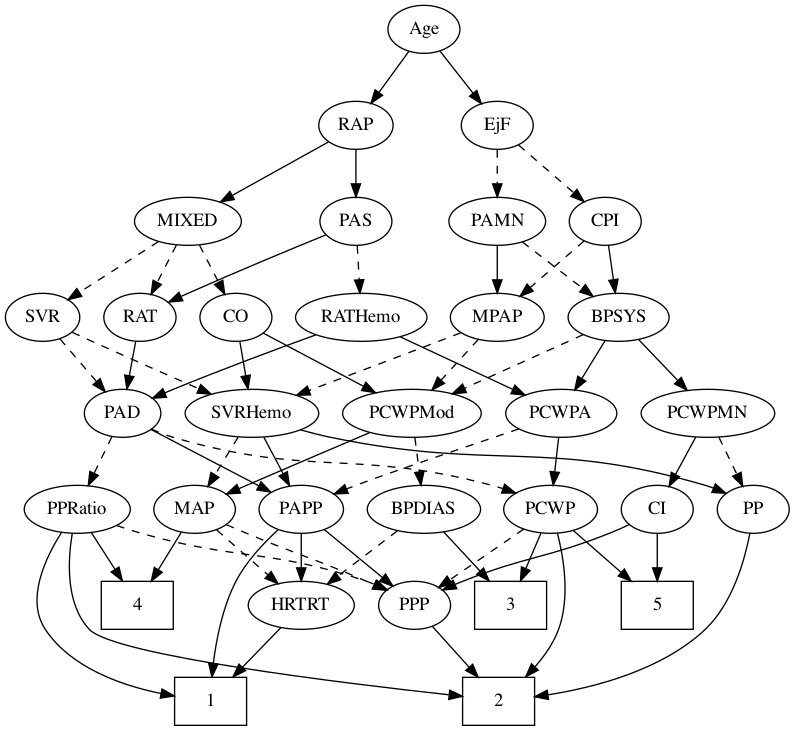 Age
RAP
EjF
MIXED
PAS
PAMN
CPI
SVR
RAT
CO
RATHemo
MPAP
BPSYS
PAD
SVRHemo
PCWPMod
PCWPA
PCWPMN
PPRatio
MAP
PAPP
BPDIAS
PCWP
CI
PP
4
HRTRT
PPP
3
5
1
2